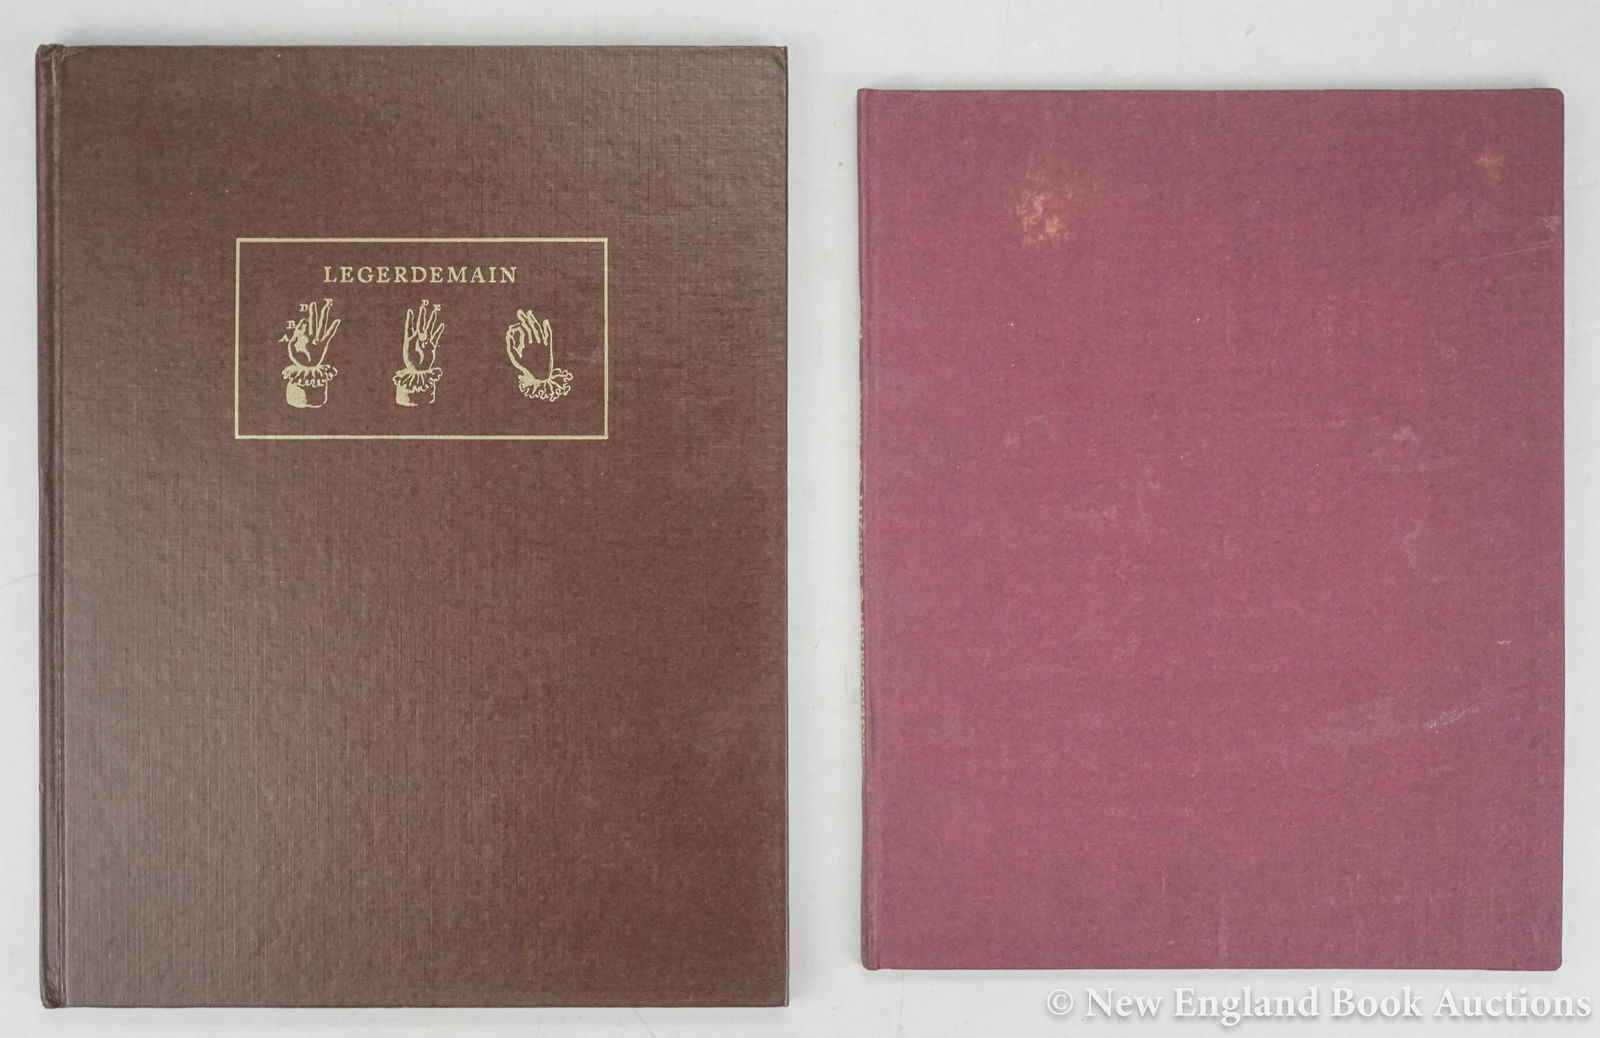 LEGERDEMAIN
A B D E
D E
© New England Book Auctions